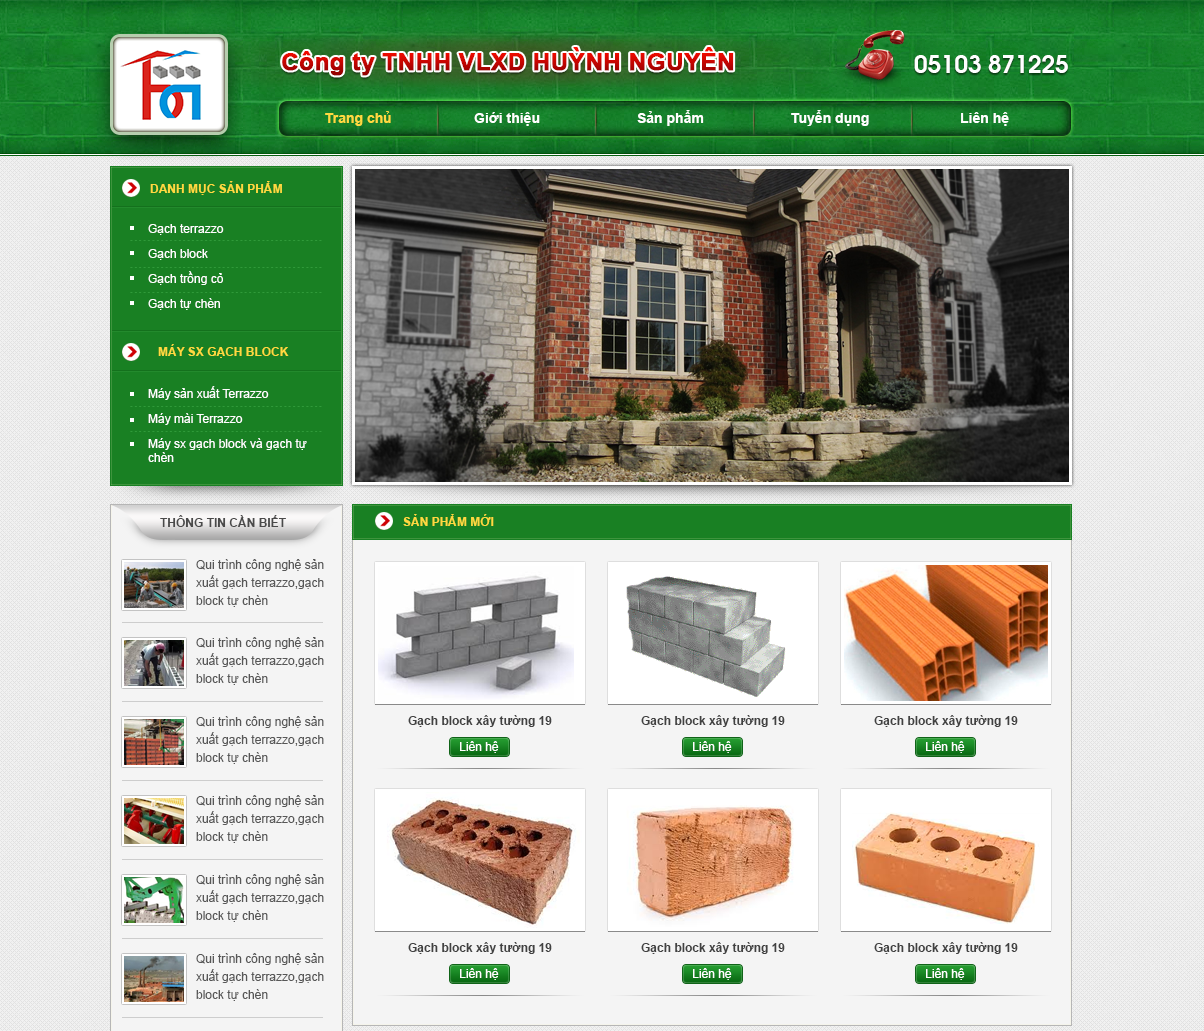 Công ty TNHH VLXD HUỲNH NGUYÊN
05103 871225
Trang chủ
Giới thiệu
Sản phẩm
Tuyển dụng
Liên hệ
DANH MỤC SẢN PHẨM
Gạch terrazzo
Gạch block
Gạch trồng cỏ
Gạch tự chèn
MÁY SX GẠCH BLOCK
Máy sản xuất Terrazzo
Máy mài Terrazzo
Máy sx gạch block và gạch tự
chèn
THÔNG TIN CẦN BIẾT
Qui trình công nghệ sản
xuất gạch terrazzo,gạch
block tự chèn
Qui trình công nghệ sản
xuất gạch terrazzo,gạch
block tự chèn
Qui trình công nghệ sản
xuất gạch terrazzo,gạch
block tự chèn
Qui trình công nghệ sản
xuất gạch terrazzo,gạch
block tự chèn
Qui trình công nghệ sản
xuất gạch terrazzo,gạch
block tự chèn
Qui trình công nghệ sản
xuất gạch terrazzo,gạch
block tự chèn
SẢN PHẨM MỚI
Gạch block xây tường 19
Liên hệ
Gạch block xây tường 19
Liên hệ
Gạch block xây tường 19
Liên hệ
Gạch block xây tường 19
Liên hệ
Gạch block xây tường 19
Liên hệ
Gạch block xây tường 19
Liên hệ